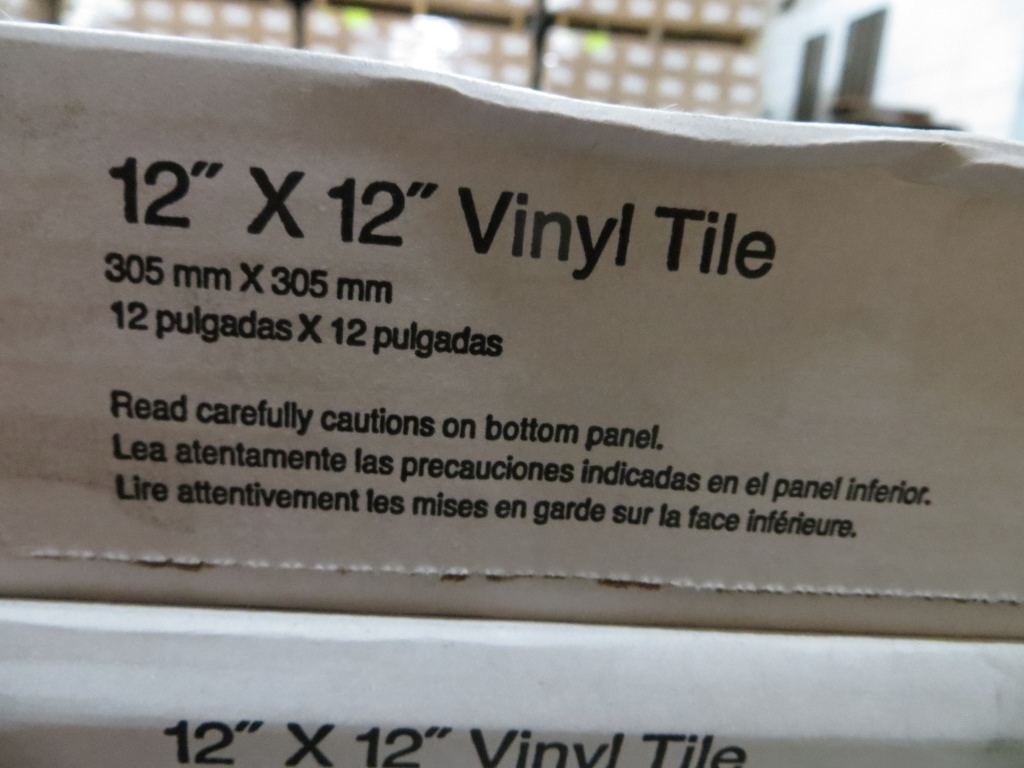 12″ X 12″ Vinyl Tile
305 mm X 305 mm
12 pulgadas X 12 pulgadas
Read carefully cautions on bottom panel.
Lea atentamente las precauciones indicadas en el panel inferior.
Lire attentivement les mises en garde sur la face inférieure.
12″ X 12″ Vinyl Tile